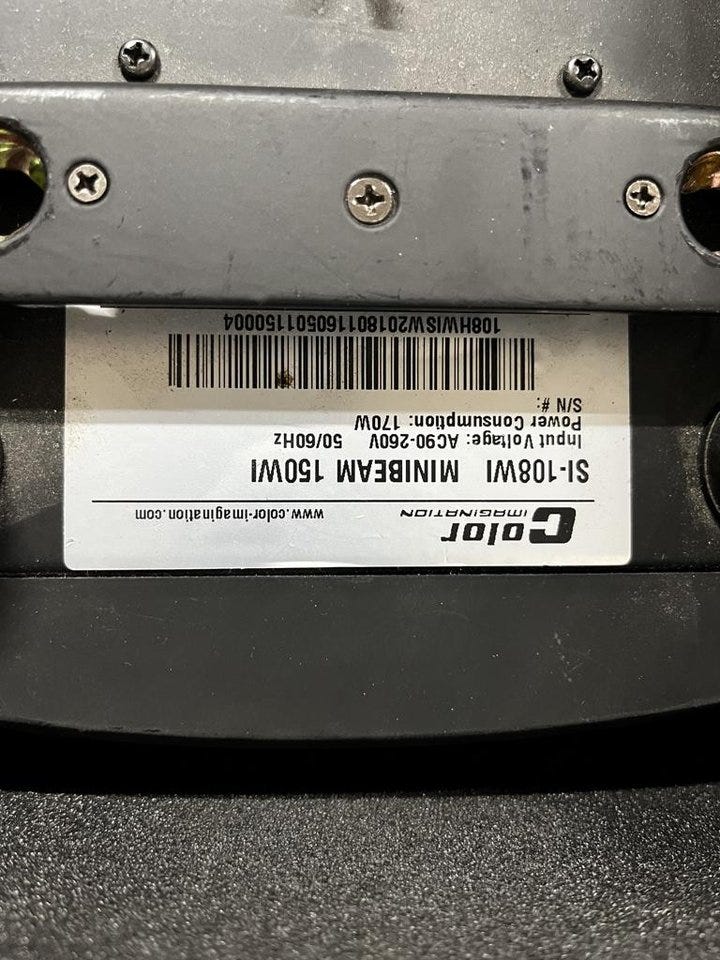 Color
IMAGINATION www.color-imagination.com
SI-108WI MINIBEAM 150WI
Input Voltage: AC90-260V 50/60Hz
Power Consumption: 170W
S/N #:
108HWISW201801160501150004